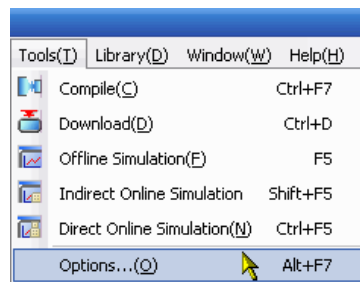 Tools(T) Library(D) Window(W) Help(H)
Compile(C) Ctrl+F7
Download(D) Ctrl+D
Offline Simulation(F) F5
Indirect Online Simulation Shift+F5
Direct Online Simulation(N) Ctrl+F5
Options...(O) Alt+F7